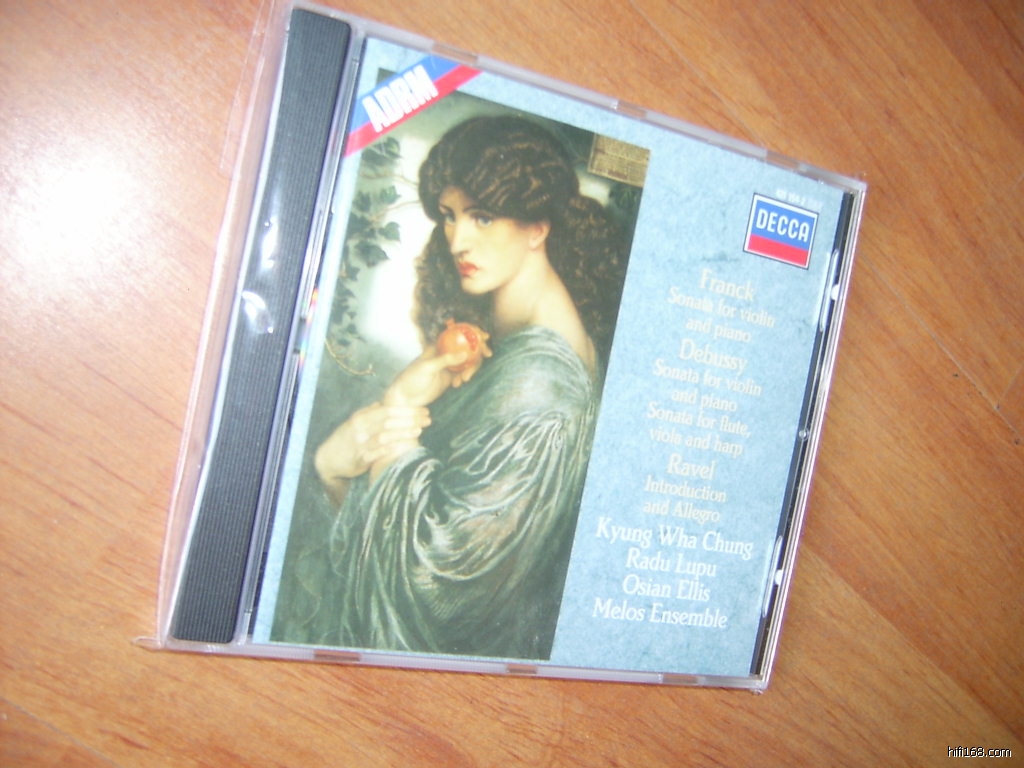 ADRM
DECCA
Franck
Sonata for violin
and piano
Debussy
Sonata for violin
and piano
Sonata for flute,
viola and harp
Ravel
Introduction
and Allegro
Kyung Wha Chung
Radu Lupu
Osian Ellis
Melos Ensemble
hifi168.com